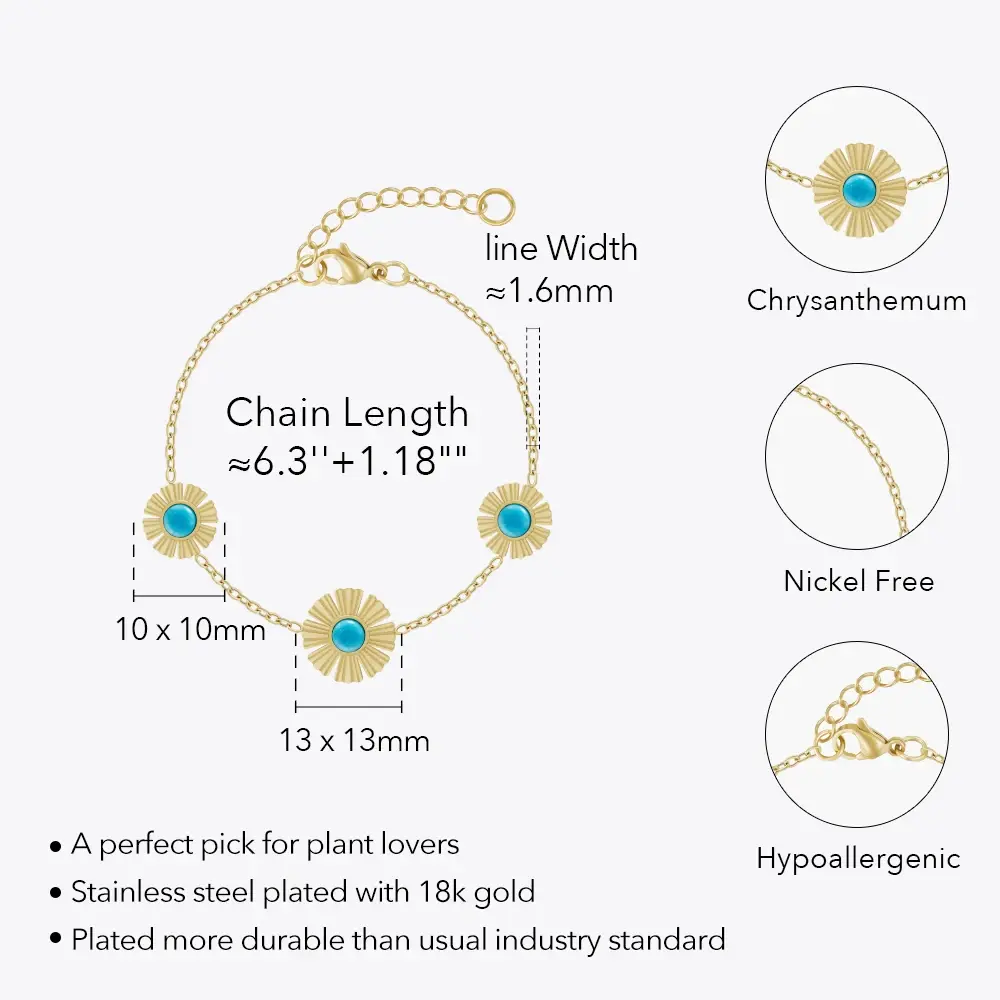 line Width
≈1.6mm
Chain Length
≈6.3''+1.18""
10 x 10mm
13 x 13mm
Chrysanthemum
Nickel Free
Hypoallergenic
• A perfect pick for plant lovers
• Stainless steel plated with 18k gold
• Plated more durable than usual industry standard